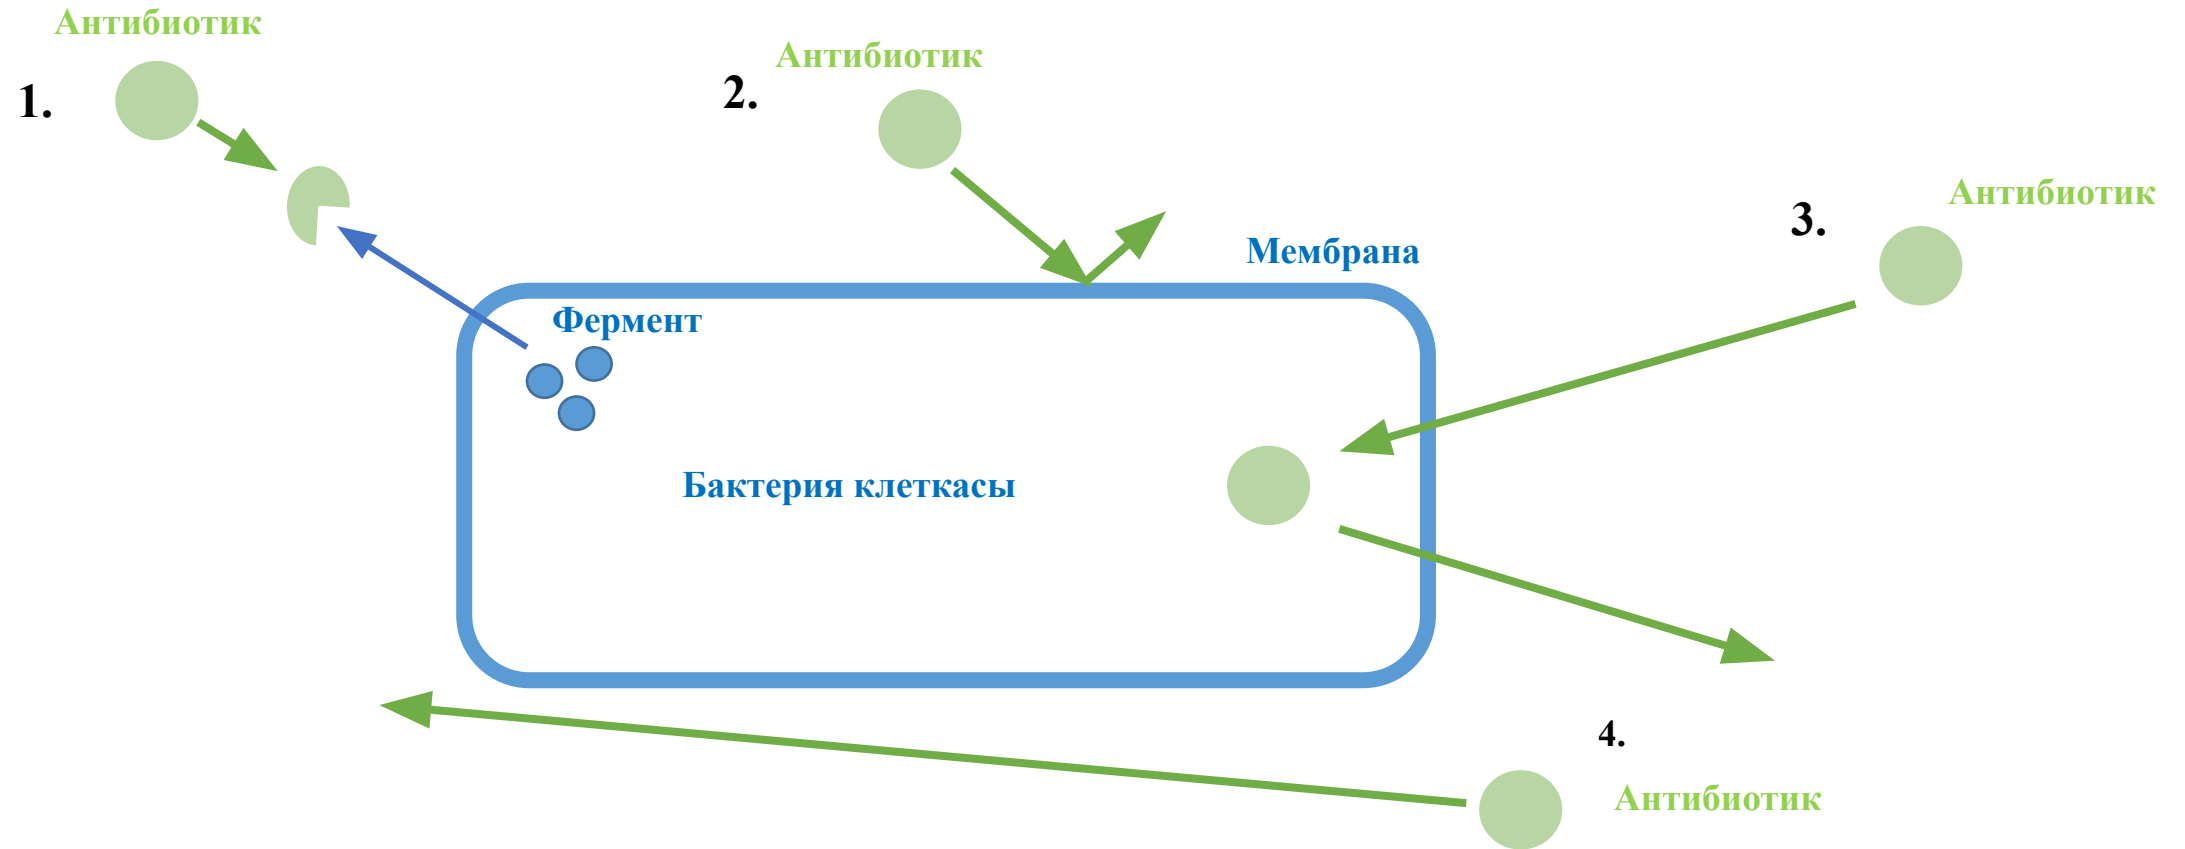 Антибиотик
1.
Антибиотик
2.
Антибиотик
3.
Мембрана
Фермент
Бактерия клеткасы
4.
Антибиотик